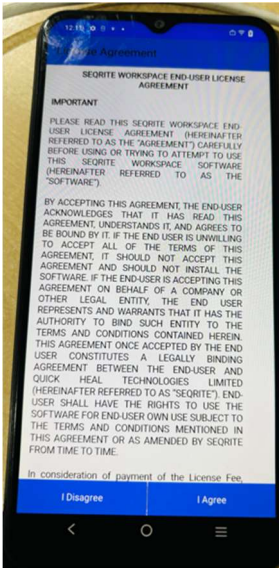 12:10
License Agreement
SEQRITE WORKSPACE END-USER LICENSE
AGREEMENT
IMPORTANT
PLEASE READ THIS SEQRITE WORKSPACE END-
USER LICENSE AGREEMENT (HEREINAFTER
REFERRED TO AS THE "AGREEMENT") CAREFULLY
BEFORE USING OR TRYING TO ATTEMPT TO USE
THIS SEQRITE WORKSPACE SOFTWARE
(HEREINAFTER REFERRED TO AS THE
"SOFTWARE").
BY ACCEPTING THIS AGREEMENT, THE END-USER
ACKNOWLEDGES THAT IT HAS READ THIS
AGREEMENT, UNDERSTANDS IT, AND AGREES TO
BE BOUND BY IT. IF THE END USER IS UNWILLING
TO ACCEPT ALL OF THE TERMS OF THIS
AGREEMENT, IT SHOULD NOT ACCEPT THIS
AGREEMENT AND SHOULD NOT INSTALL THE
SOFTWARE. IF THE END-USER IS ACCEPTING THIS
AGREEMENT ON BEHALF OF A COMPANY OR
OTHER LEGAL ENTITY, THE END USER
REPRESENTS AND WARRANTS THAT IT HAS THE
AUTHORITY TO BIND SUCH ENTITY TO THE
TERMS AND CONDITIONS CONTAINED HEREIN.
THIS AGREEMENT ONCE ACCEPTED BY THE END
USER CONSTITUTES A LEGALLY BINDING
AGREEMENT BETWEEN THE END-USER AND
QUICK HEAL TECHNOLOGIES LIMITED
(HEREINAFTER REFERRED TO AS "SEQRITE"). END-
USER SHALL HAVE THE RIGHTS TO USE THE
SOFTWARE FOR END-USER OWN USE SUBJECT TO
THE TERMS AND CONDITIONS MENTIONED IN
THIS AGREEMENT OR AS AMENDED BY SEQRITE
FROM TIME TO TIME.
In consideration of payment of the License Fee,
I Disagree
I Agree